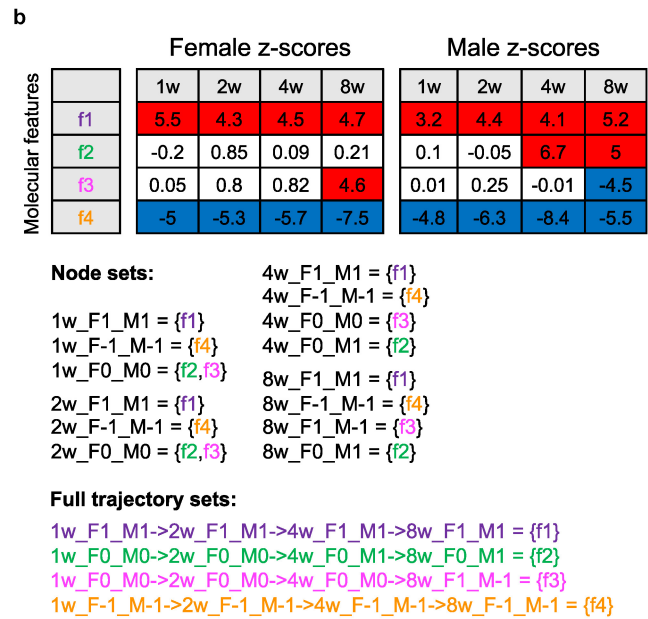 b
Female z-scores Male z-scores
Molecular features
1w 2w 4w 8w 1w 2w 4w 8w
f1 5.5 4.3 4.5 4.7 3.2 4.4 4.1 5.2
f2 -0.2 0.85 0.09 0.21 0.1 -0.05 6.7 5
f3 0.05 0.8 0.82 4.6 0.01 0.25 -0.01 -4.5
f4 -5 -5.3 -5.7 -7.5 -4.8 -6.3 -8.4 -5.5
Node sets:
1w_F1_M1 = {f1}
1w_F-1_M-1 = {f4}
1w_F0_M0 = {f2,f3}
2w_F1_M1 = {f1}
2w_F-1_M-1 = {f4}
2w_F0_M0 = {f2,f3}
4w_F1_M1 = {f1}
4w_F-1_M-1 = {f4}
4w_F0_M0 = {f3}
4w_F0_M1 = {f2}
8w_F1_M1 = {f1}
8w_F-1_M-1 = {f4}
8w_F1_M-1 = {f3}
8w_F0_M1 = {f2}
Full trajectory sets:
1w_F1_M1->2w_F1_M1->4w_F1_M1->8w_F1_M1 = {f1}
1w_F0_M0->2w_F0_M0->4w_F0_M1->8w_F0_M1 = {f2}
1w_F0_M0->2w_F0_M0->4w_F0_M0->8w_F1_M-1 = {f3}
1w_F-1_M-1->2w_F-1_M-1->4w_F-1_M-1->8w_F-1_M-1 = {f4}